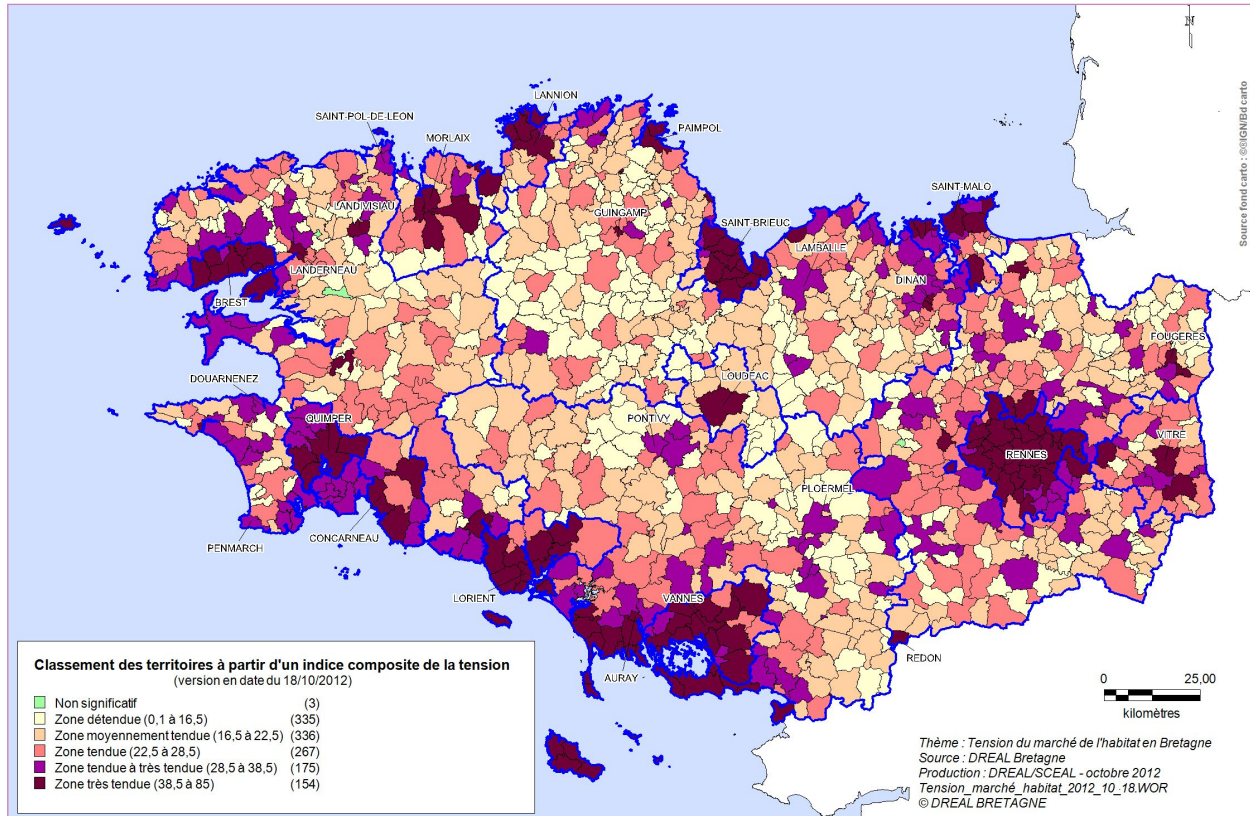 N
Source fond carto : ©®IGN/Bd carto
LANNION
SAINT-POL-DE-LEON
PAIMPOL
MORLAIX
SAINT-MALO
LANDIVISIAU
GUINGAMP
SAINT-BRIEUC
LAMBALLE
LANDERNEAU
DINAN
BREST
FOUGERES
DOUARNENEZ
LOUDEAC
QUIMPER
PONTIVY
VITRE
RENNES
PLOERMEL
PENMARCH
CONCARNEAU
LORIENT
VANNES
REDON
AURAY
Classement des territoires à partir d'un indice composite de la tension
(version en date du 18/10/2012)
Non significatif (3)
Zone détendue (0,1 à 16,5) (335)
Zone moyennement tendue (16,5 à 22,5) (336)
Zone tendue (22,5 à 28,5) (267)
Zone tendue à très tendue (28,5 à 38,5) (175)
Zone très tendue (38,5 à 85) (154)
0 25,00
kilomètres
Thème : Tension du marché de l'habitat en Bretagne
Source : DREAL Bretagne
Production : DREAL/SCEAL - octobre 2012
Tension_marché_habitat_2012_10_18.WOR
© DREAL BRETAGNE